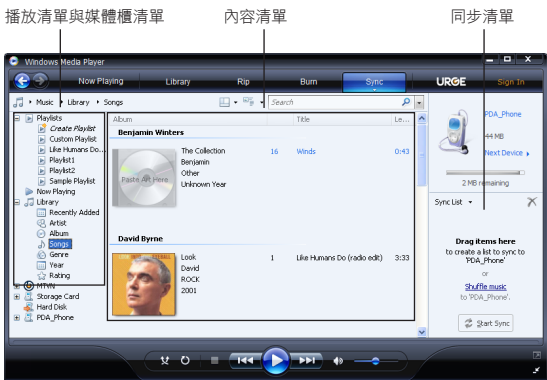 播放清單與媒體櫃清單
內容清單
同步清單
Windows Media Player
Now Playing
Library
Rip
Burn
Sync
URGE
Sign In
Music
Library
Songs
Search
Playlists
Create Playlist
Custom Playlist
Like Humans Do...
Playlist1
Playlist2
Sample Playlist
Now Playing
Library
Recently Added
Artist
Album
Songs
Genre
Year
Rating
MTVN
Storage Card
Hard Disk
PDA_Phone
Album
Title
Le...
Benjamin Winters
Paste Art Here
The Collection
Benjamin
Other
Unknown Year
16
Winds
0:43
David Byrne
Look
David
ROCK
2001
1
Like Humans Do (radio edit)
3:33
PDA_Phone
44 MB
Next Device
2 MB remaining
Sync List
Drag items here
to create a list to sync to
'PDA_Phone'
or
Shuffle music
to 'PDA_Phone'.
Start Sync